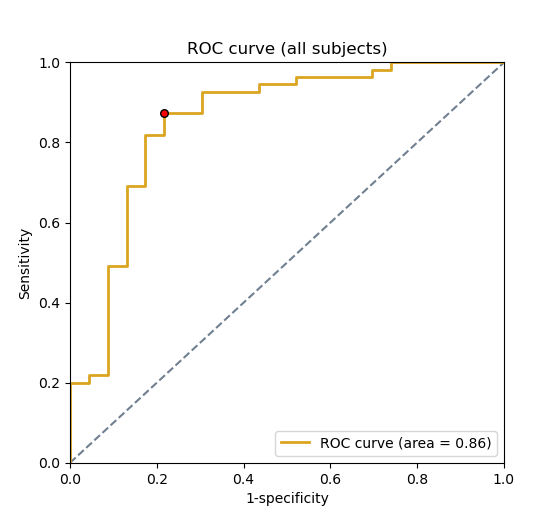 ROC curve (all subjects)
1.0
0.8
0.6
0.4
0.2
0.0
Sensitivity
ROC curve (area = 0.86)
0.0 0.2 0.4 0.6 0.8 1.0
1-specificity